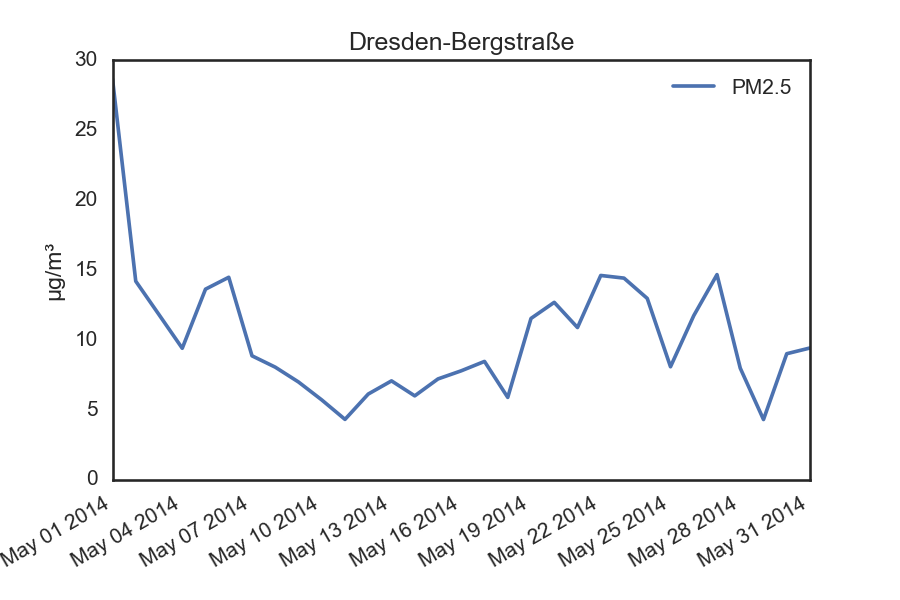 Dresden-Bergstraße
30
25
20
15
10
5
0
µg/m³
PM2.5
May 01 2014
May 04 2014
May 07 2014
May 10 2014
May 13 2014
May 16 2014
May 19 2014
May 22 2014
May 25 2014
May 28 2014
May 31 2014